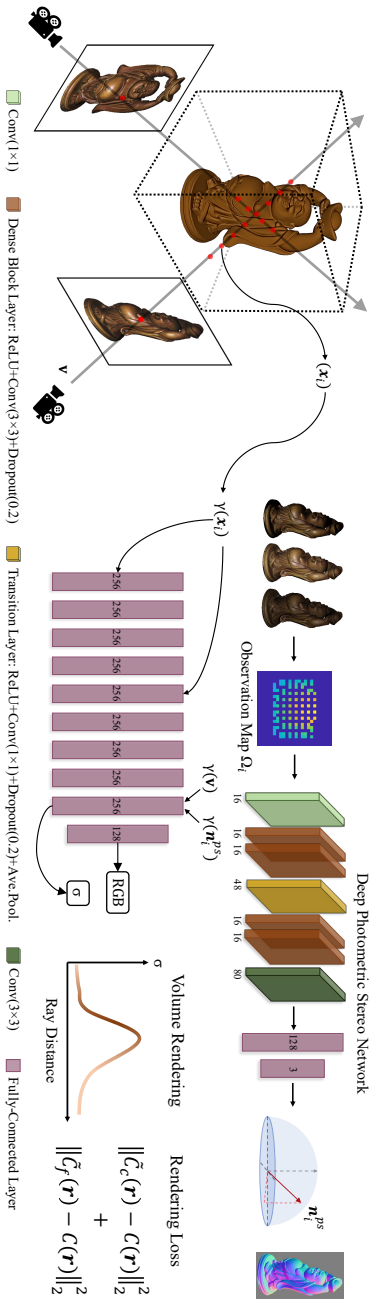 Deep Photometric Stereo Network
Observation Map Ω_i
16
16
16
48
16
16
80
128
3
n_i^{ps}
(x_i)
γ(x_i)
v
256
256
256
256
256
256
256
256
256
128
γ(v)
γ(n_i^{ps})
RGB
σ
Volume Rendering
σ
Ray Distance
Rendering Loss
‖C̃_c(r) − C(r)‖_2^2
+
‖C̃_f(r) − C(r)‖_2^2
Conv(1×1)
Dense Block Layer: ReLU+Conv(3×3)+Dropout(0.2)
Transition Layer: ReLU+Conv(1×1)+Dropout(0.2)+Ave.Pool.
Conv(3×3)
Fully-Connected Layer